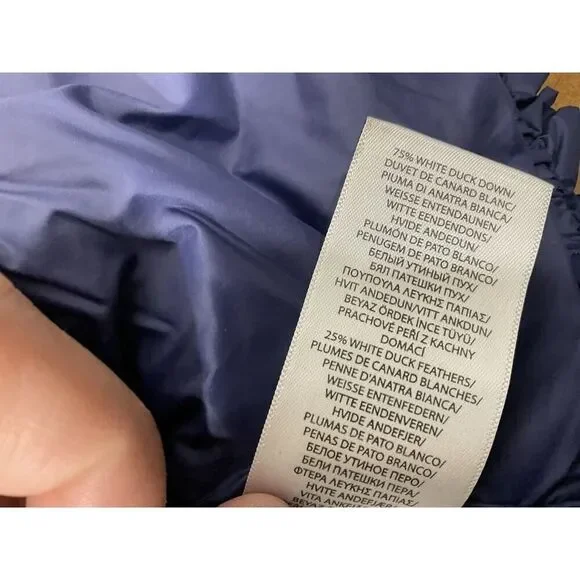 75% WHITE DUCK DOWN/
DUVET DE CANARD BLANC/
PIUMA DI ANATRA BIANCA/
WEISSE ENTENDAUNEN/
WITTE EENDENDONS/
HVIDE ANDEDUN/
PLUMÓN DE PATO BLANCO/
PENUGEM DE PATO BRANCO/
БЕЛЫЙ УТИНЫЙ ПУХ/
БЯЛ ПАТЕШКИ ПУХ/
ΠΟΥΠΟΥΛΑ ΛΕΥΚΗΣ ΠΑΠΙΑΣ/
HVIT ANDEDUN/VITT ANKDUN/
BEYAZ ÖRDEK İNCE TÜYÜ/
PRACHOVÉ PEŘÍ Z KACHNY
DOMÁCÍ
25% WHITE DUCK FEATHERS/
PLUMES DE CANARD BLANCHES/
PENNE D'ANATRA BIANCA/
WEISSE ENTENFEDERN/
WITTE EENDENVEREN/
HVIDE ANDEFJER/
PLUMAS DE PATO BLANCO/
PENAS DE PATO BRANCO/
БЕЛОЕ УТИНОЕ ПЕРО/
БЕЛИ ПАТЕШКИ ПЕРА/
ΦΤΕΡΑ ΛΕΥΚΗΣ ΠΑΠΙΑΣ/
HVITE ANDEFJÆR/
VITA